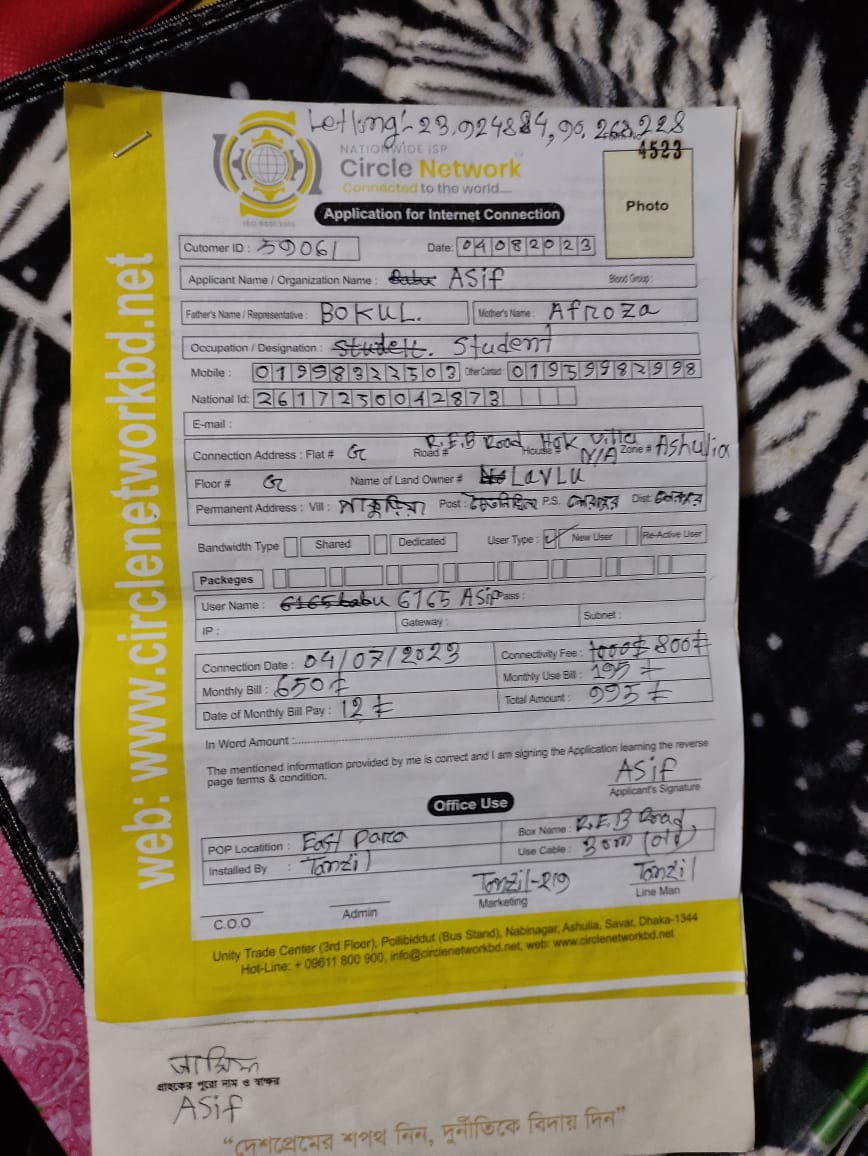 Letlong:- 23.924884, 90.268228
NATIONWIDE ISP
Circle Network
Connected to the world....
4523
Photo
Application for Internet Connection
Cutomer ID : 59061 Date: 04082023
Applicant Name / Organization Name : ASif Blood Group :
Father's Name / Representative : BOKUL. Mother's Name : Afroza
Occupation / Designation : Studett. Student
Mobile : 01998322503 Other Contact : 01959982998
National Id: 2617250042873
E-mail :
Connection Address : Flat # G Road # R.E.B Road House # Hok Villa N/A Zone # Ashulia
Floor # G Name of Land Owner # LavLu
Permanent Address : Vill : Post : P.S. Dist
Bandwidth Type Shared Dedicated User Type : New User Re-Active User
Packeges
User Name : 6165babu 6165 ASif Pass :
IP : Gateway : Subnet :
Connection Date : 04/07/2023 Connectivity Fee : 1000৳ 800৳
Monthly Bill : 650৳ Monthly Use Bill : 195৳
Date of Monthly Bill Pay : 12৳ Total Amount : 995৳
In Word Amount :
The mentioned information provided by me is correct and I am signing the Application learning the reverse
page terms & condition.
ASif
Applicant's Signature
Office Use
POP Locatition : East Para Box Name : R.E.B Road
Installed By : Tanzil Use Cable : 30m (old)
Tanzil-219 Tanzil
C.O.O Admin Marketing Line Man
Unity Trade Center (3rd Floor), Pollibiddut (Bus Stand), Nabinagar, Ashulia, Savar, Dhaka-1344
Hot-Line: + 09611 800 900, info@circlenetworkbd.net, web: www.circlenetworkbd.net
web: www.circlenetworkbd.net
গ্রাহকের পুরো নাম ও স্বাক্ষর
ASif
“দেশপ্রেমের শপথ নিন, দুর্নীতিকে বিদায় দিন”